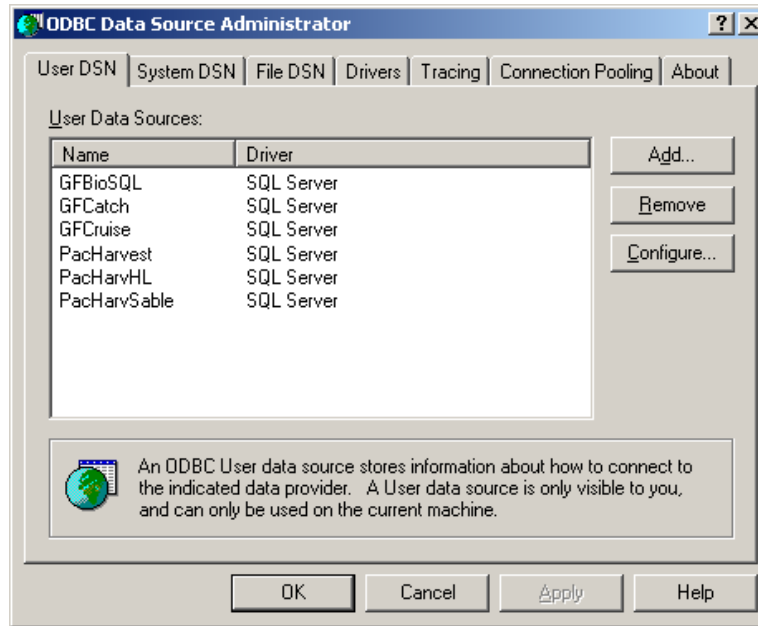 ODBC Data Source Administrator
User DSN System DSN File DSN Drivers Tracing Connection Pooling About
User Data Sources:
Name Driver
GFBioSQL SQL Server
GFCatch SQL Server
GFCruise SQL Server
PacHarvest SQL Server
PacHarvHL SQL Server
PacHarvSable SQL Server
Add...
Remove
Configure...
An ODBC User data source stores information about how to connect to
the indicated data provider. A User data source is only visible to you,
and can only be used on the current machine.
OK Cancel Apply Help